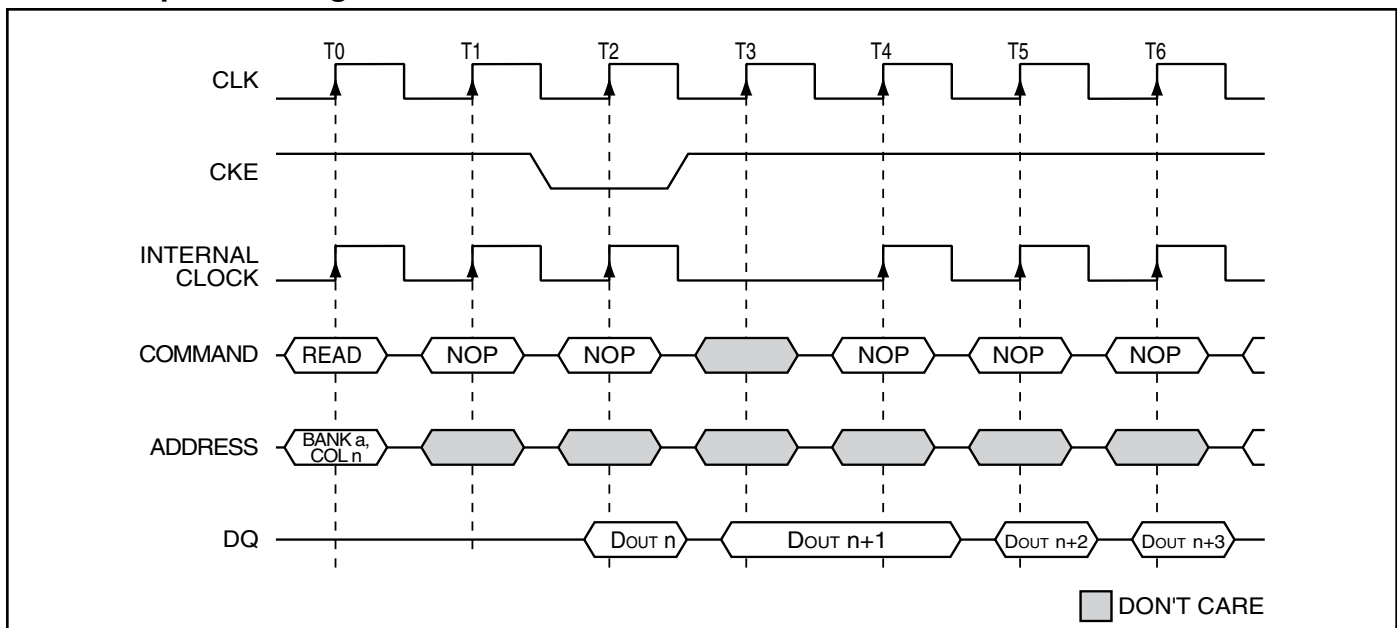 T0 T1 T2 T3 T4 T5 T6
CLK
CKE
INTERNAL
CLOCK
COMMAND READ NOP NOP NOP NOP NOP
ADDRESS BANK a,
COL n
DQ DOUT n DOUT n+1 DOUT n+2 DOUT n+3
DON'T CARE